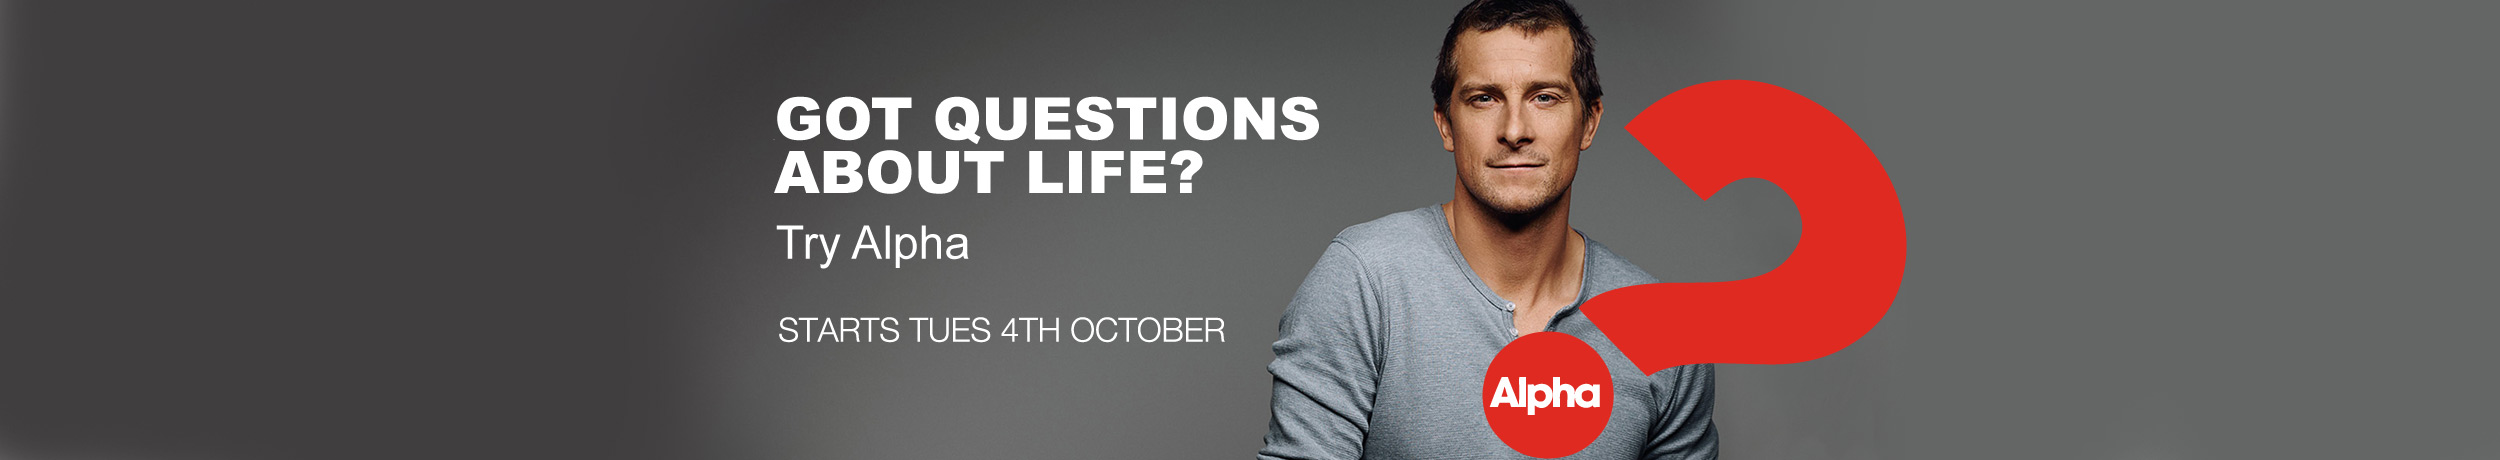 GOT QUESTIONS
ABOUT LIFE?
Try Alpha
STARTS TUES 4TH OCTOBER
Alpha